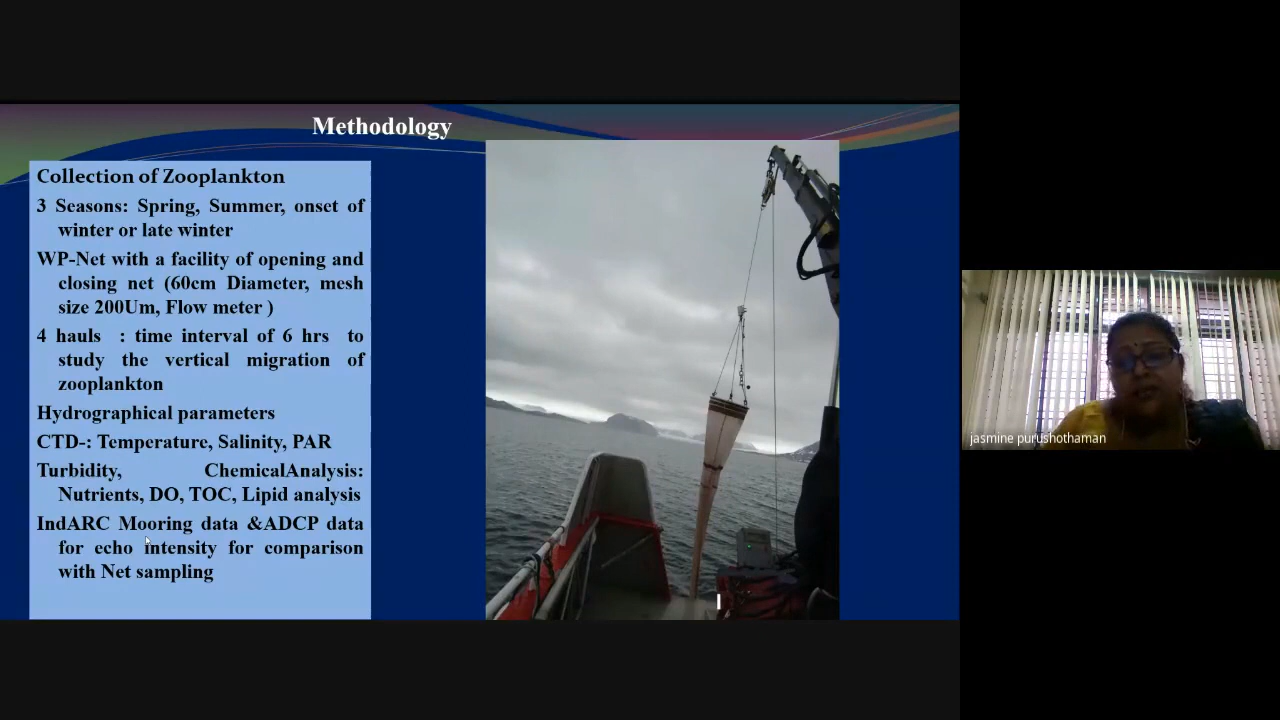 Methodology
Collection of Zooplankton
3 Seasons: Spring, Summer, onset of
winter or late winter
WP-Net with a facility of opening and
closing net (60cm Diameter, mesh
size 200Um, Flow meter )
4 hauls : time interval of 6 hrs to
study the vertical migration of
zooplankton
Hydrographical parameters
CTD-: Temperature, Salinity, PAR
Turbidity, ChemicalAnalysis:
Nutrients, DO, TOC, Lipid analysis
IndARC Mooring data &ADCP data
for echo intensity for comparison
with Net sampling
jasmine purushothaman